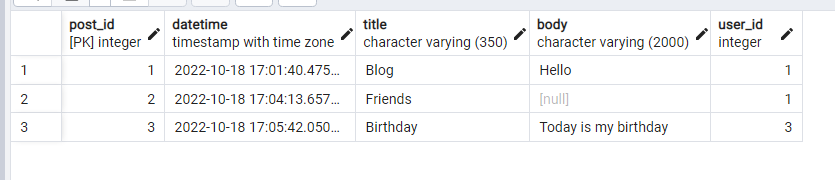 post_id datetime title body user_id
[PK] integer timestamp with time zone character varying (350) character varying (2000) integer
1 1 2022-10-18 17:01:40.475… Blog Hello 1
2 2 2022-10-18 17:04:13.657… Friends [null] 1
3 3 2022-10-18 17:05:42.050… Birthday Today is my birthday 3